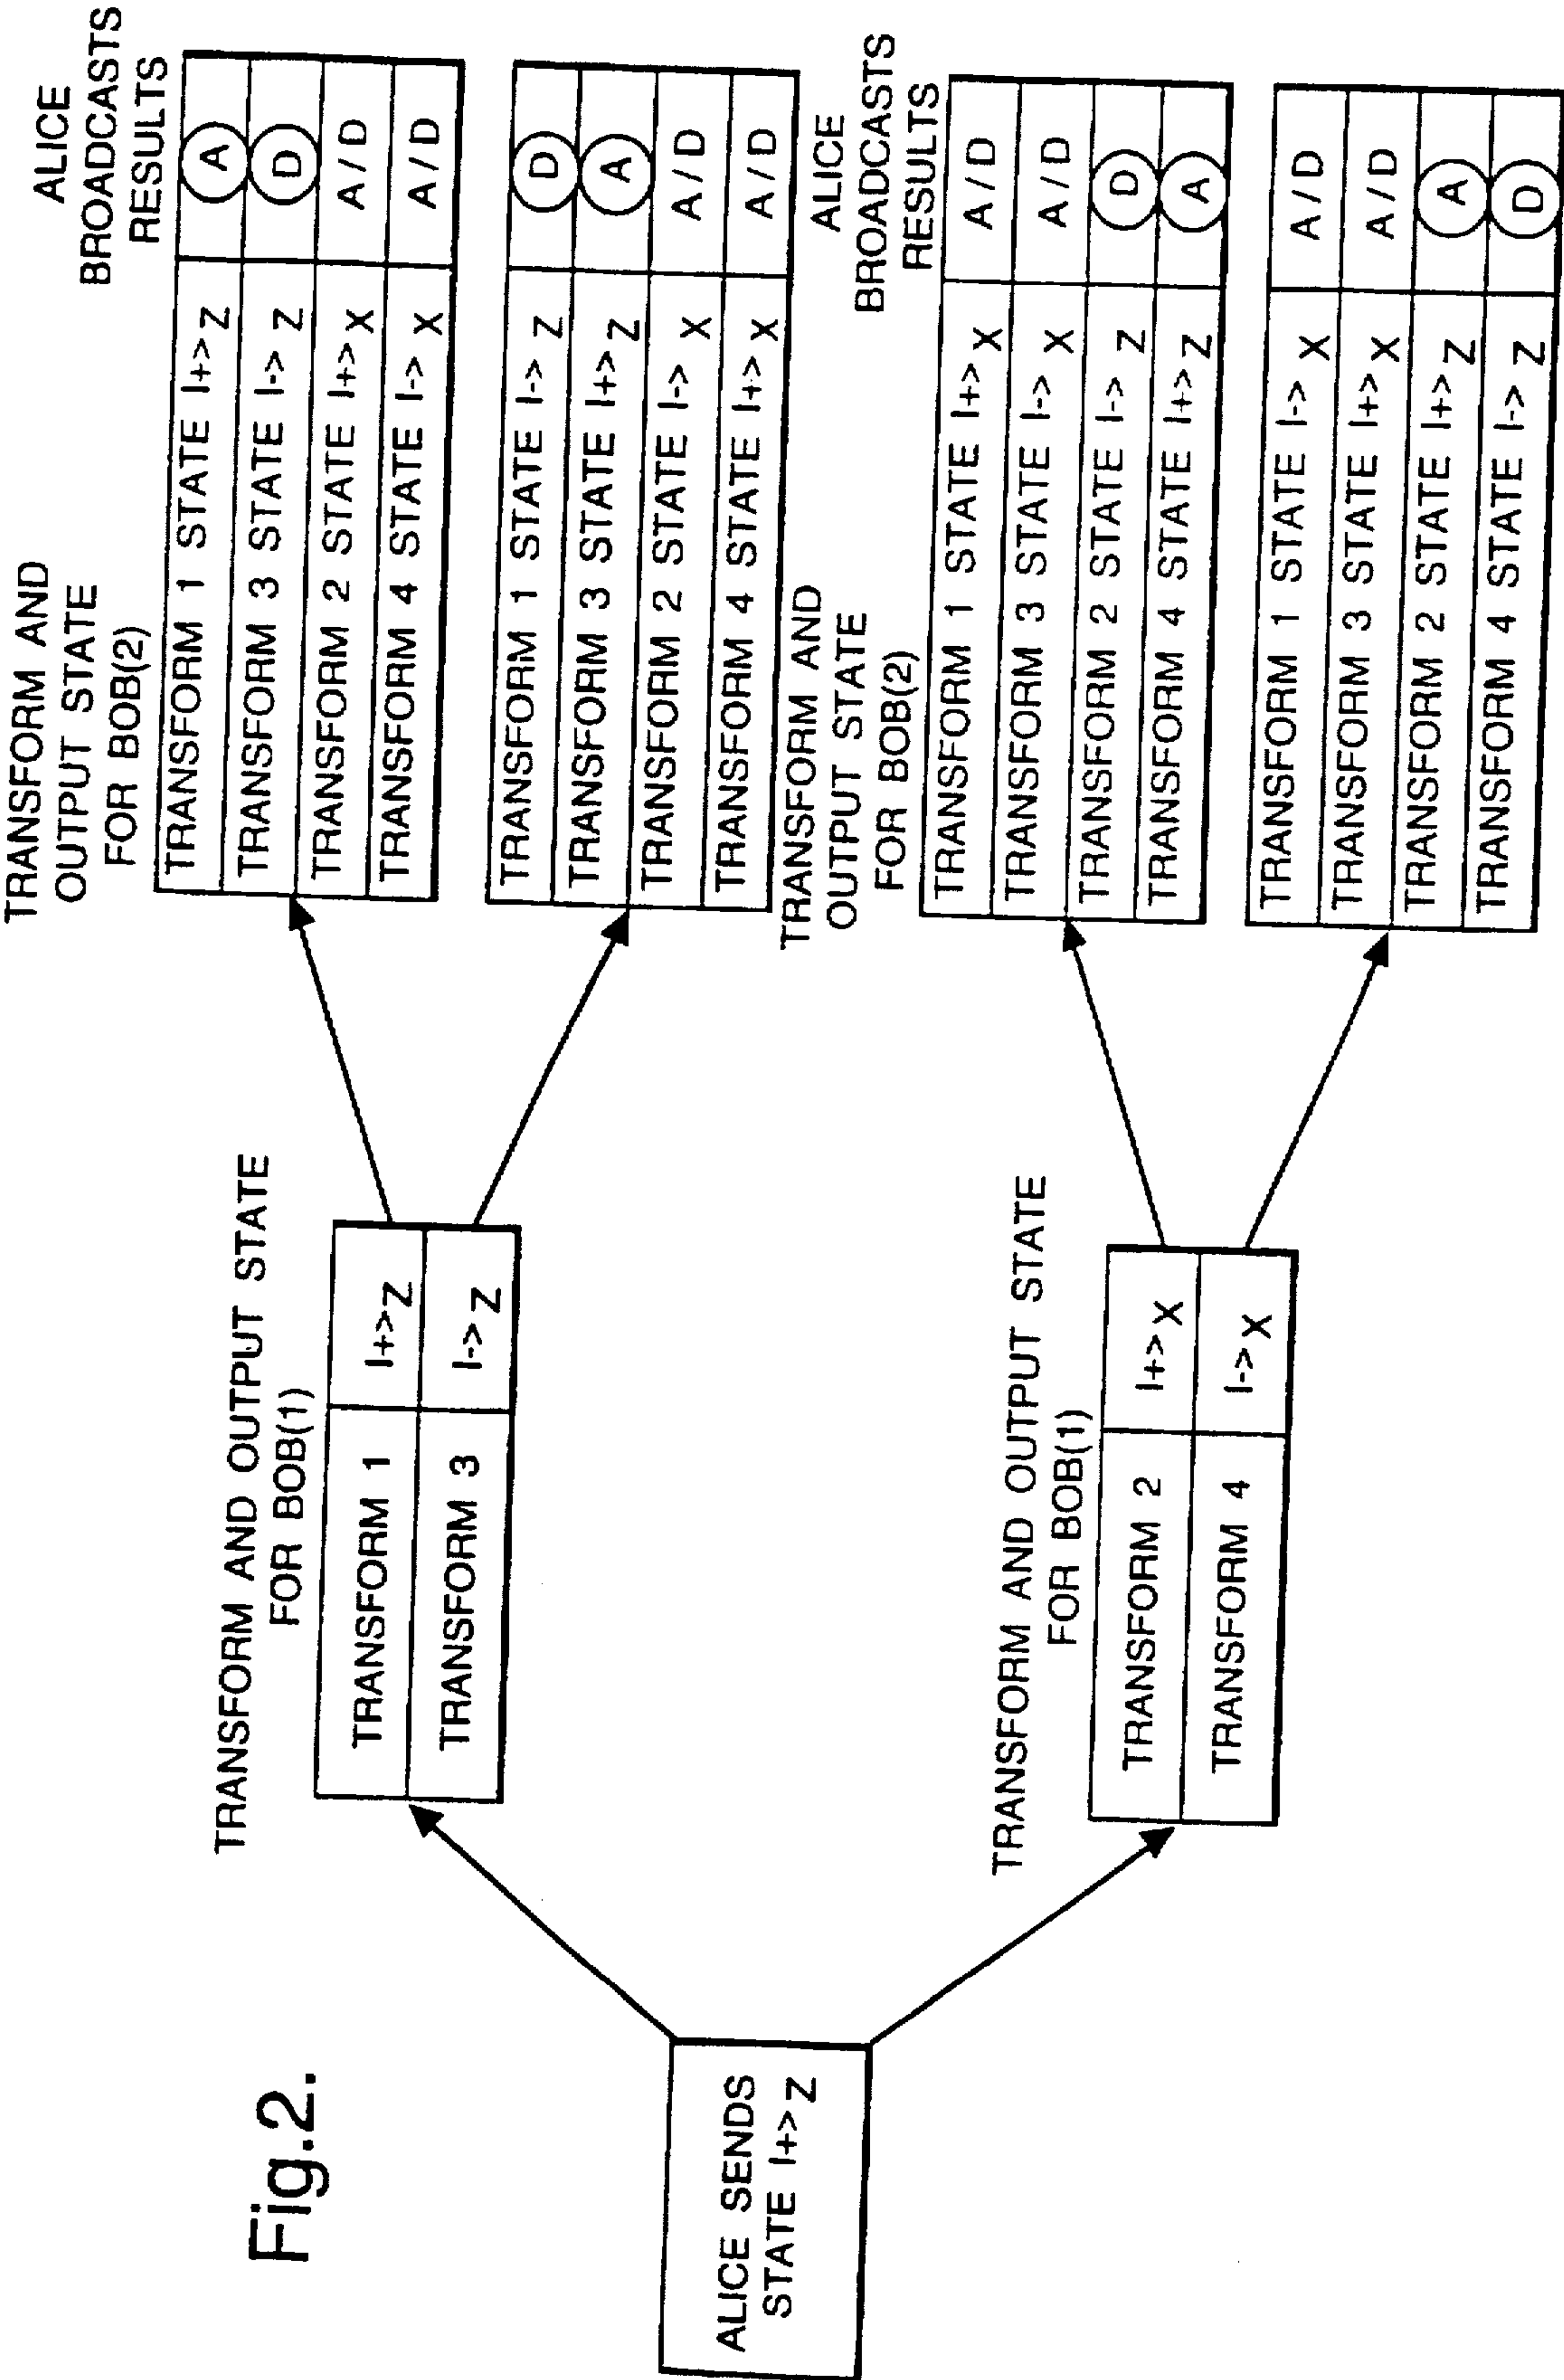 Fig.2.
ALICE SENDS
STATE I+>Z
TRANSFORM AND OUTPUT STATE
FOR BOB(1)
TRANSFORM 1 I+>Z
TRANSFORM 3 I->Z
TRANSFORM AND
OUTPUT STATE
FOR BOB(2)
ALICE
BROADCASTS
RESULTS
TRANSFORM 1 STATE I+>Z A
TRANSFORM 3 STATE I->Z D
TRANSFORM 2 STATE I+>X A/D
TRANSFORM 4 STATE I->X A/D
TRANSFORM 1 STATE I->Z D
TRANSFORM 3 STATE I+>Z A
TRANSFORM 2 STATE I->X A/D
TRANSFORM 4 STATE I+>X A/D
TRANSFORM AND OUTPUT STATE
FOR BOB(1)
TRANSFORM 2 I+>X
TRANSFORM 4 I->X
TRANSFORM AND
OUTPUT STATE
FOR BOB(2)
ALICE
BROADCASTS
RESULTS
TRANSFORM 1 STATE I+>X A/D
TRANSFORM 3 STATE I->X A/D
TRANSFORM 2 STATE I->Z D
TRANSFORM 4 STATE I+>Z A
TRANSFORM 1 STATE I->X A/D
TRANSFORM 3 STATE I+>X A/D
TRANSFORM 2 STATE I+>Z A
TRANSFORM 4 STATE I->Z D